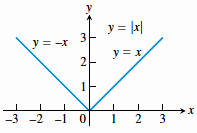 y
y = |x|
y = −x
3
y = x
2
1
x
−3 −2 −1 0 1 2 3